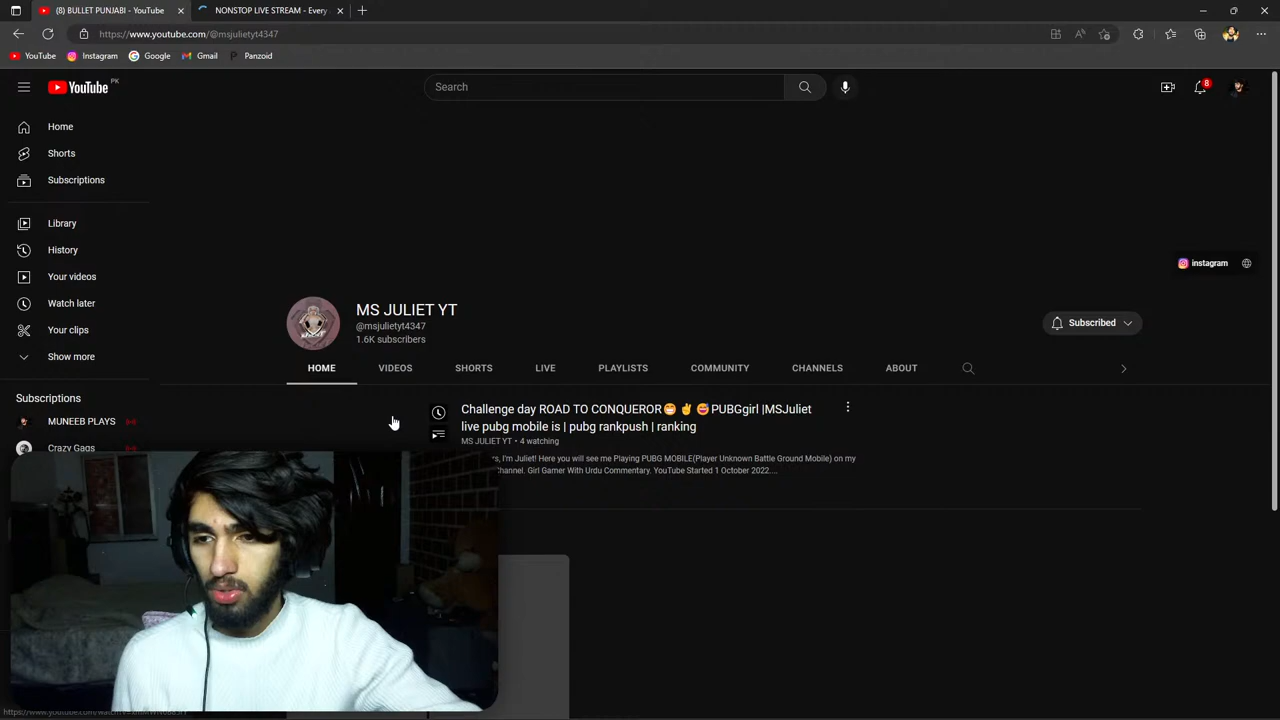 (8) BULLET PUNJABI - YouTube
NONSTOP LIVE STREAM - Every
https://www.youtube.com/@msjulietyt4347
YouTube
Instagram
Google
Gmail
Panzoid
YouTube PK
Search
8
Home
Shorts
Subscriptions
Library
History
Your videos
Watch later
Your clips
Show more
Subscriptions
MUNEEB PLAYS
Crazy Gags
instagram
MS JULIET YT
@msjulietyt4347
1.6K subscribers
Subscribed
HOME
VIDEOS
SHORTS
LIVE
PLAYLISTS
COMMUNITY
CHANNELS
ABOUT
Challenge day ROAD TO CONQUEROR😁✌️😅PUBGgirl |MSJuliet
live pubg mobile is | pubg rankpush | ranking
MS JULIET YT • 4 watching
rs, I'm Juliet! Here you will see me Playing PUBG MOBILE(Player Unknown Battle Ground Mobile) on my
Channel. Girl Gamer With Urdu Commentary. YouTube Started 1 October 2022....